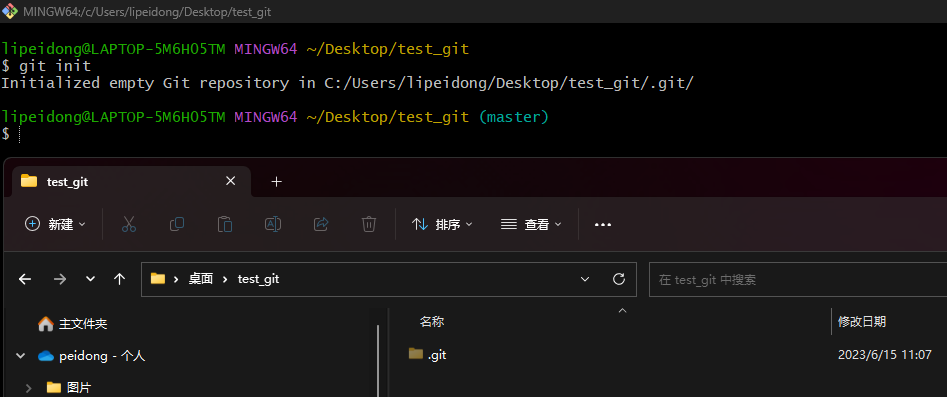 MINGW64:/c/Users/lipeidong/Desktop/test_git
lipeidong@LAPTOP-5M6HO5TM MINGW64 ~/Desktop/test_git
$ git init
Initialized empty Git repository in C:/Users/lipeidong/Desktop/test_git/.git/
lipeidong@LAPTOP-5M6HO5TM MINGW64 ~/Desktop/test_git (master)
$
test_git
新建
排序
查看
桌面
test_git
在 test_git 中搜索
名称
修改日期
主文件夹
.git
2023/6/15 11:07
peidong - 个人
图片